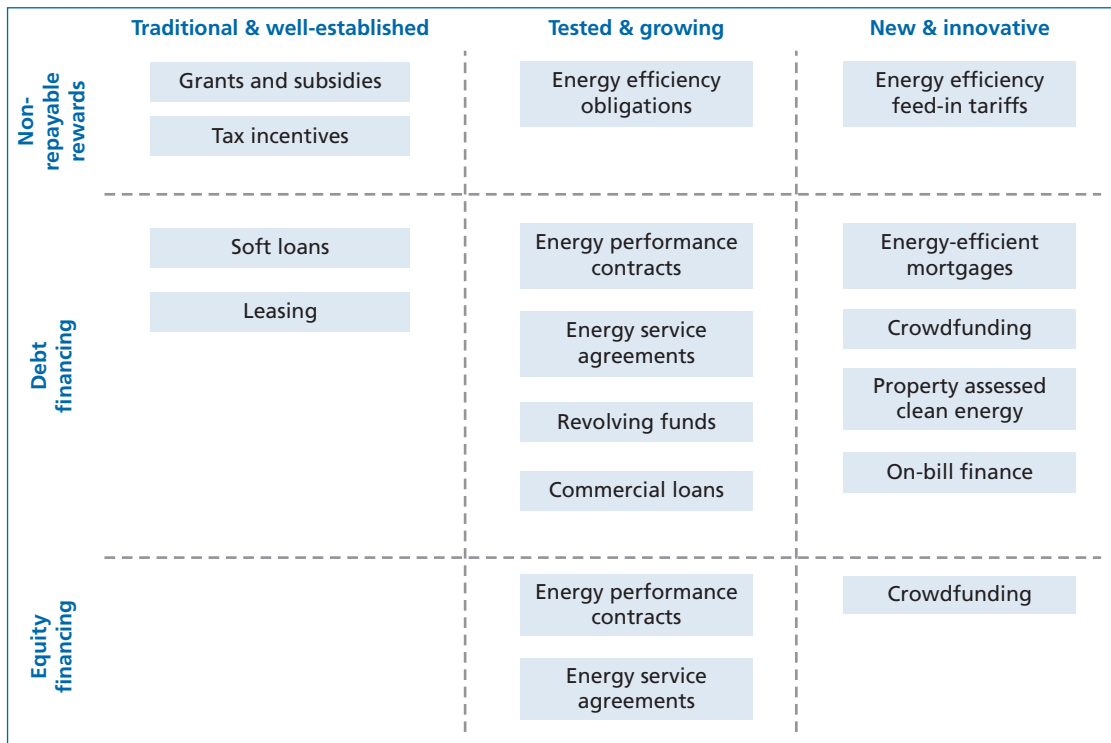 Traditional & well-established
Tested & growing
New & innovative
Non-
repayable
rewards
Grants and subsidies
Tax incentives
Energy efficiency
obligations
Energy efficiency
feed-in tariffs
Debt
financing
Soft loans
Leasing
Energy performance
contracts
Energy service
agreements
Revolving funds
Commercial loans
Energy-efficient
mortgages
Crowdfunding
Property assessed
clean energy
On-bill finance
Equity
financing
Energy performance
contracts
Energy service
agreements
Crowdfunding